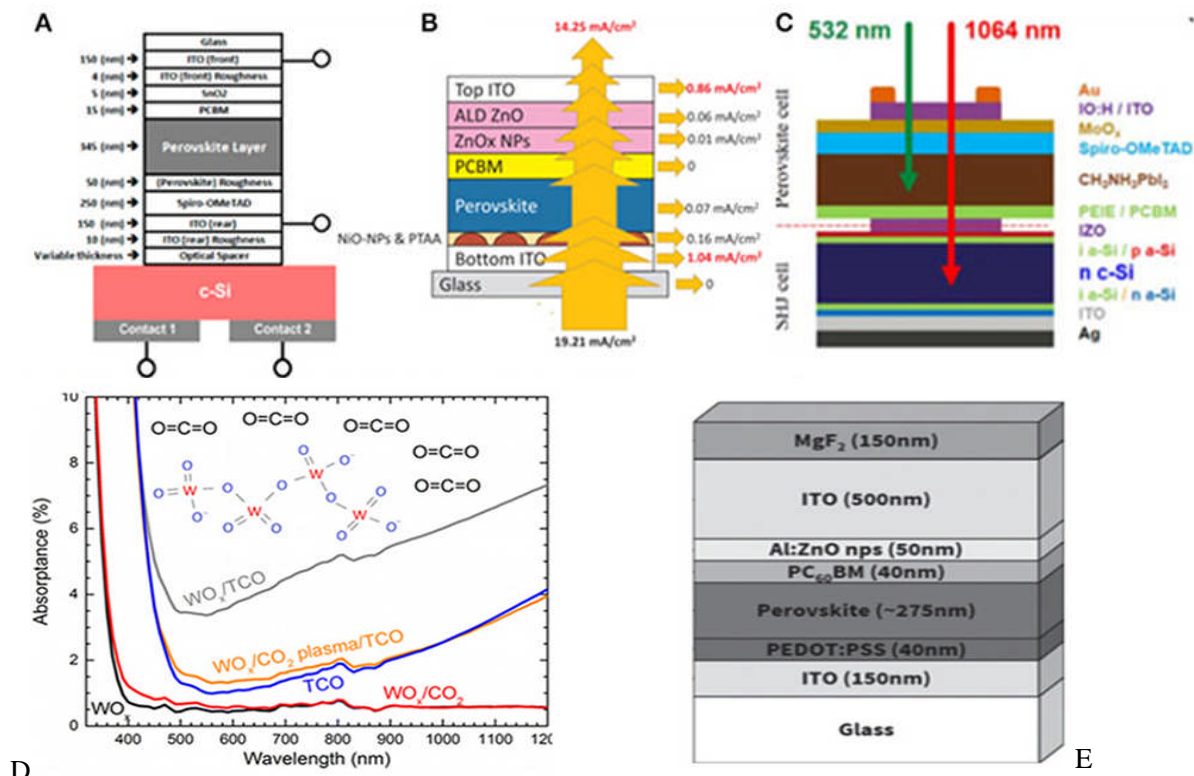 A
Glass
150 (nm) ITO (front)
4 (nm) ITO (front) Roughness
5 (nm) SnO2
15 (nm) PCBM
345 (nm) Perovskite Layer
50 (nm) (Perovskite) Roughness
250 (nm) Spiro-OMeTAD
150 (nm) ITO (rear)
10 (nm) ITO (rear) Roughness
Variable thickness Optical Spacer
c-Si
Contact 1 Contact 2
B
14.25 mA/cm²
Top ITO 0.86 mA/cm²
ALD ZnO 0.06 mA/cm²
ZnOx NPs 0.01 mA/cm²
PCBM 0
Perovskite 0.07 mA/cm²
NiO-NPs & PTAA 0.16 mA/cm²
Bottom ITO 1.04 mA/cm²
Glass 0
19.21 mA/cm²
C
532 nm 1064 nm
Perovskite cell
SHJ cell
Au
IO:H / ITO
MoOₓ
Spiro-OMeTAD
CH₃NH₃PbI₃
PEIE / PCBM
IZO
i a-Si / p a-Si
n c-Si
i a-Si / n a-Si
ITO
Ag
D
Absorptance (%)
10
8
6
4
2
0
O=C=O O=C=O O=C=O
O=C=O
O=C=O
O O O⁻
O W O O W
O⁻ W O O
O O O W O⁻
WOₓ/TCO
WOₓ/CO₂ plasma/TCO
TCO
WOₓ WOₓ/CO₂
400 500 600 700 800 900 1000 1100 120
Wavelength (nm)
MgF₂ (150nm)
ITO (500nm)
Al:ZnO nps (50nm)
PC₆₀BM (40nm)
Perovskite (~275nm)
PEDOT:PSS (40nm)
ITO (150nm)
Glass
E